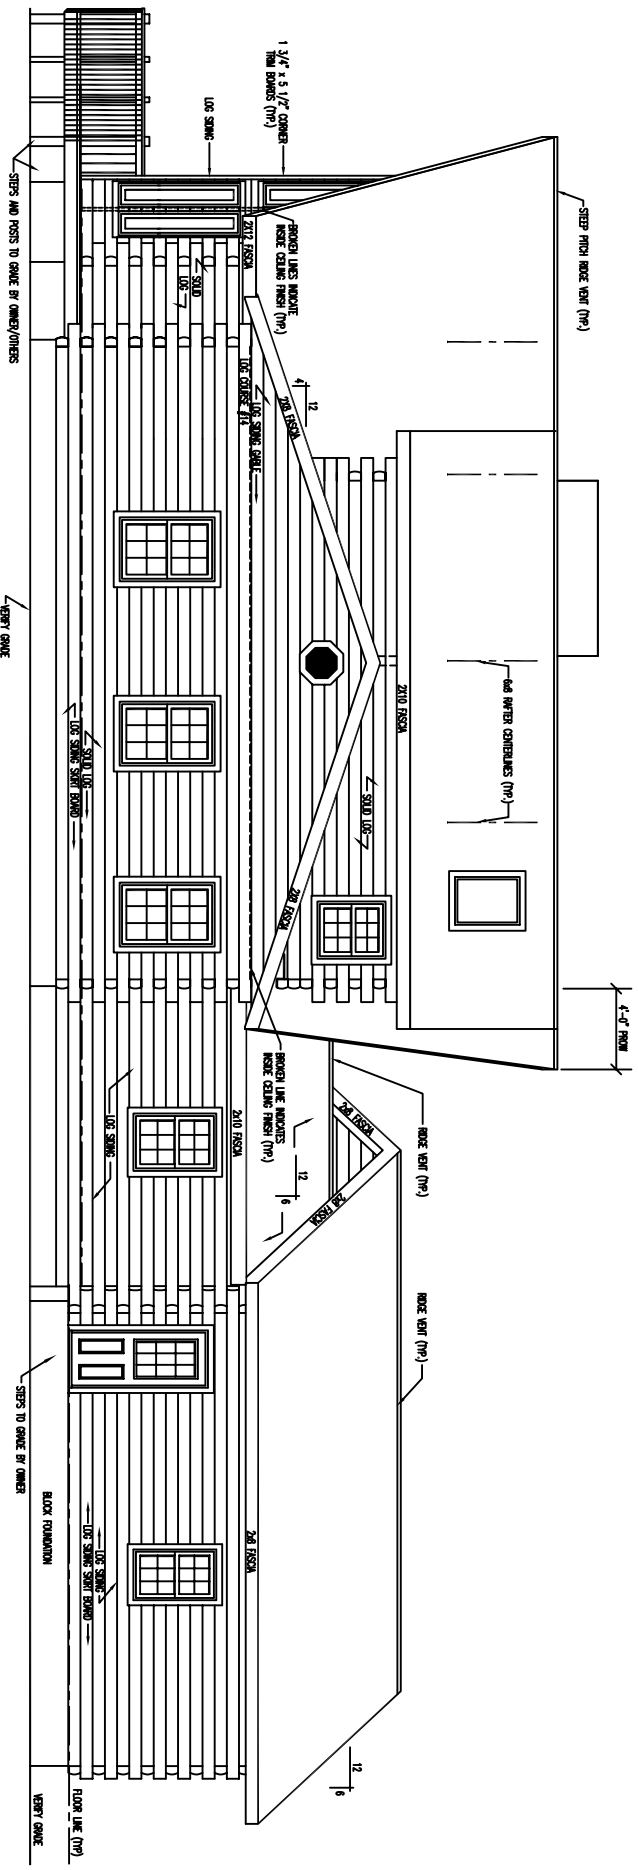 STEEP PITCH RIDGE VENT (TYP.)
4'-0" PROW
6x8 RAFTER CENTERLINES (TYP.)
1 3/4" x 5 1/2" CORNER
TRIM BOARDS (TYP.)
LOG SIDING
BROKEN LINES INDICATE
INSIDE CEILING FINISH (TYP.)
2X12 FASCIA
SOLID
LOG
12
4
2X8 FASCIA
2X10 FASCIA
SOLID LOG
2X8 FASCIA
LOG SIDING GABLE
LOG COURSE #14
RIDGE VENT (TYP.)
RIDGE VENT (TYP.)
2x8 FASCIA
2x8 FASCIA
12
6
BROKEN LINE INDICATES
INSIDE CEILING FINISH (TYP.)
2x10 FASCIA
2x8 FASCIA
12
6
LOG SIDING
SOLID LOG
LOG SIDING SKIRT BOARD
LOG SIDING
LOG SIDING SKIRT BOARD
STEPS AND POSTS TO GRADE BY OWNER/OTHERS
VERIFY GRADE
STEPS TO GRADE BY OWNER
BLOCK FOUNDATION
FLOOR LINE (TYP)
VERIFY GRADE